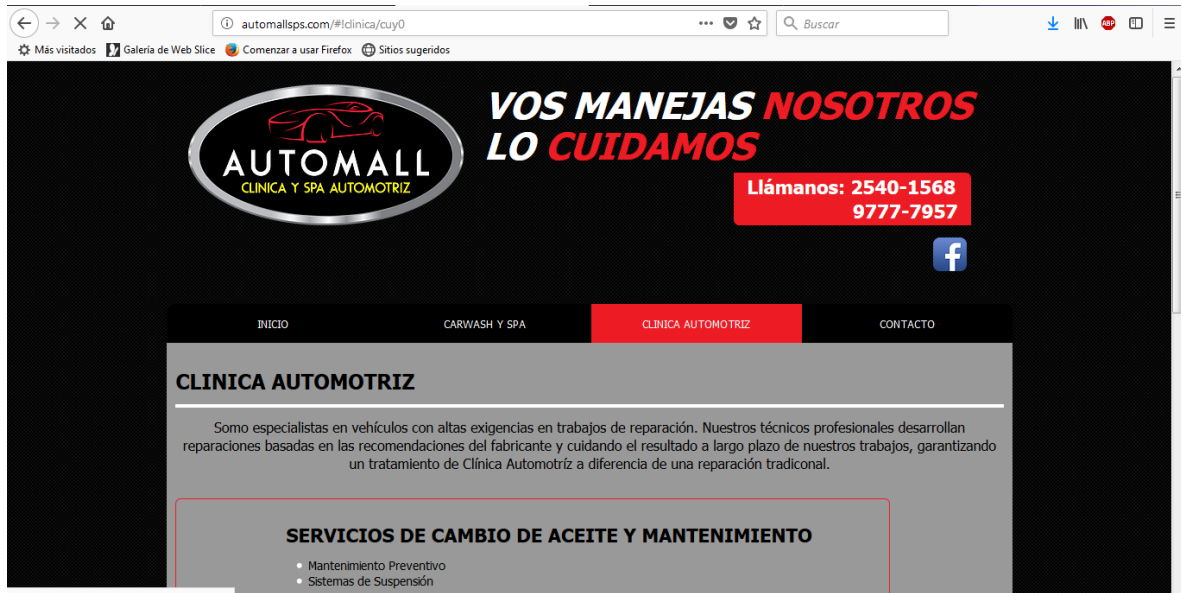 automallsps.com/#!clinica/cuy0
Buscar
ABP
Más visitados Galería de Web Slice Comenzar a usar Firefox Sitios sugeridos
AUTOMALL
CLINICA Y SPA AUTOMOTRIZ
VOS MANEJAS NOSOTROS
LO CUIDAMOS
Llámanos: 2540-1568
9777-7957
f
INICIO CARWASH Y SPA CLINICA AUTOMOTRIZ CONTACTO
CLINICA AUTOMOTRIZ
Somo especialistas en vehículos con altas exigencias en trabajos de reparación. Nuestros técnicos profesionales desarrollan
reparaciones basadas en las recomendaciones del fabricante y cuidando el resultado a largo plazo de nuestros trabajos, garantizando
un tratamiento de Clínica Automotríz a diferencia de una reparación tradiconal.
SERVICIOS DE CAMBIO DE ACEITE Y MANTENIMIENTO
• Mantenimiento Preventivo
• Sistemas de Suspensión